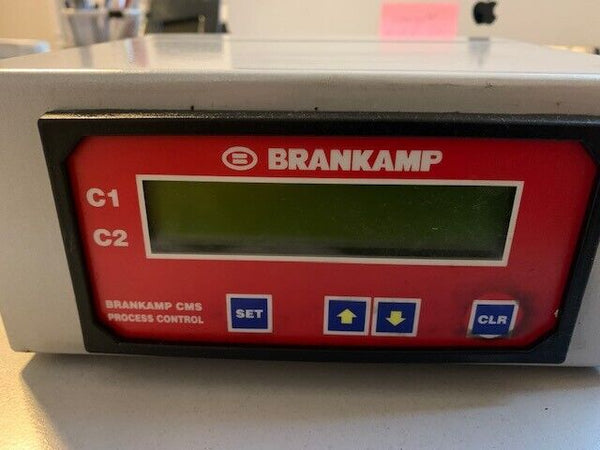 BRANKAMP
C1
C2
BRANKAMP CMS
PROCESS CONTROL
SET
CLR